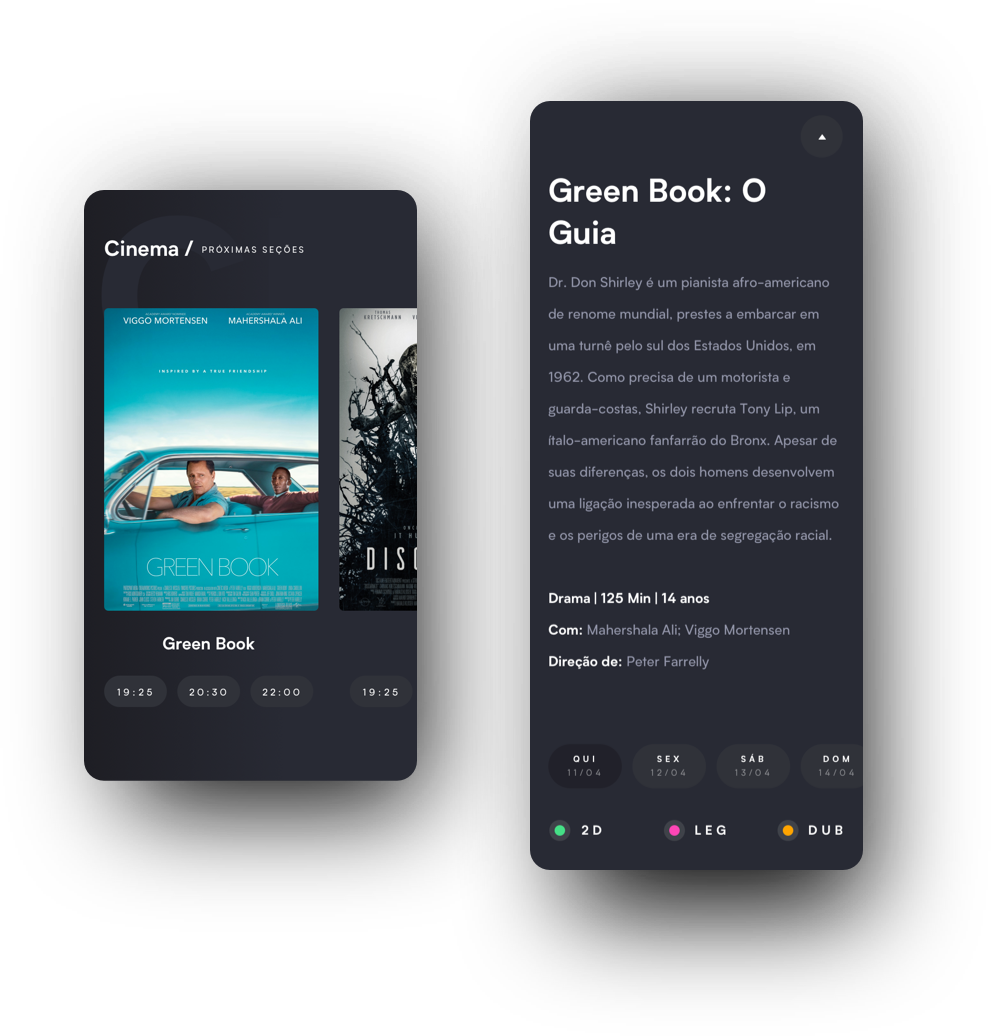 Cinema / PRÓXIMAS SEÇÕES
VIGGO MORTENSEN MAHERSHALA ALI
INSPIRED BY A TRUE FRIENDSHIP
GREEN BOOK
THOMAS
KRETSCHMANN
DISC
Green Book
19:25 20:30 22:00 19:25
Green Book: O
Guia
Dr. Don Shirley é um pianista afro-americano
de renome mundial, prestes a embarcar em
uma turnê pelo sul dos Estados Unidos, em
1962. Como precisa de um motorista e
guarda-costas, Shirley recruta Tony Lip, um
ítalo-americano fanfarrão do Bronx. Apesar de
suas diferenças, os dois homens desenvolvem
uma ligação inesperada ao enfrentar o racismo
e os perigos de uma era de segregação racial.
Drama | 125 Min | 14 anos
Com: Mahershala Ali; Viggo Mortensen
Direção de: Peter Farrelly
QUI SEX SÁB DOM
11/04 12/04 13/04 14/04
2D LEG DUB